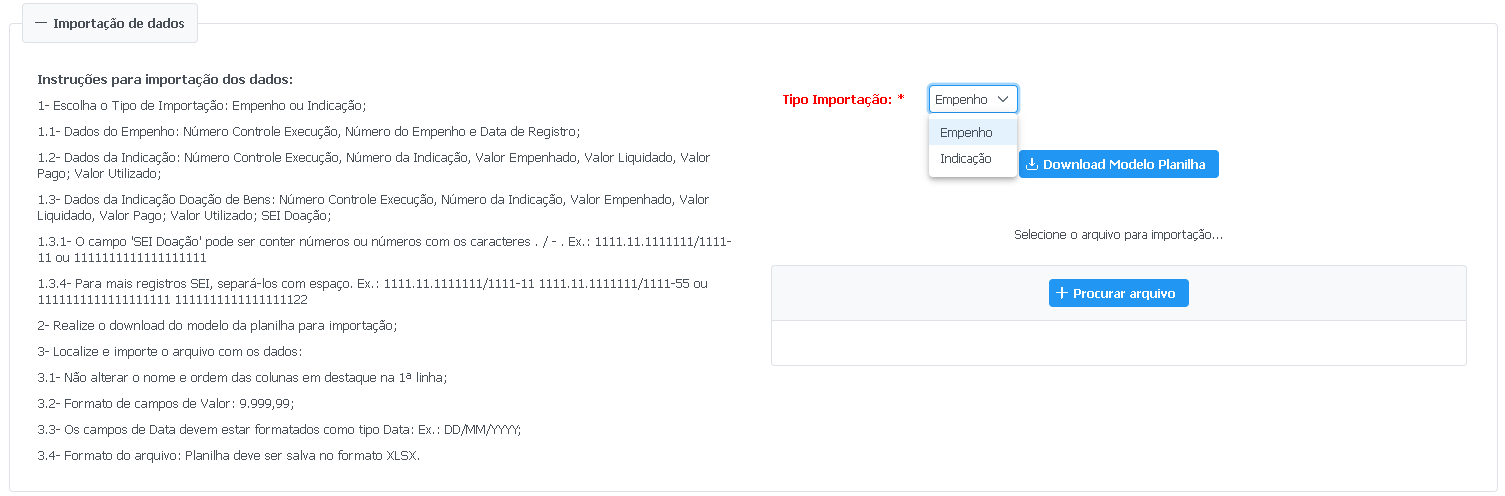 Importação de dados
Instruções para importação dos dados:
1- Escolha o Tipo de Importação: Empenho ou Indicação;
1.1- Dados do Empenho: Número Controle Execução, Número do Empenho e Data de Registro;
1.2- Dados da Indicação: Número Controle Execução, Número da Indicação, Valor Empenhado, Valor Liquidado, Valor
Pago; Valor Utilizado;
1.3- Dados da Indicação Doação de Bens: Número Controle Execução, Número da Indicação, Valor Empenhado, Valor
Liquidado, Valor Pago; Valor Utilizado; SEI Doação;
1.3.1- O campo 'SEI Doação' pode ser conter números ou números com os caracteres . / - . Ex.: 1111.11.1111111/1111-
11 ou 1111111111111111111
1.3.4- Para mais registros SEI, separá-los com espaço. Ex.: 1111.11.1111111/1111-11 1111.11.1111111/1111-55 ou
1111111111111111111 1111111111111111122
2- Realize o download do modelo da planilha para importação;
3- Localize e importe o arquivo com os dados:
3.1- Não alterar o nome e ordem das colunas em destaque na 1ª linha;
3.2- Formato de campos de Valor: 9.999,99;
3.3- Os campos de Data devem estar formatados como tipo Data: Ex.: DD/MM/YYYY;
3.4- Formato do arquivo: Planilha deve ser salva no formato XLSX.
Tipo Importação: *
Empenho
Empenho
Indicação
Download Modelo Planilha
Selecione o arquivo para importação...
Procurar arquivo